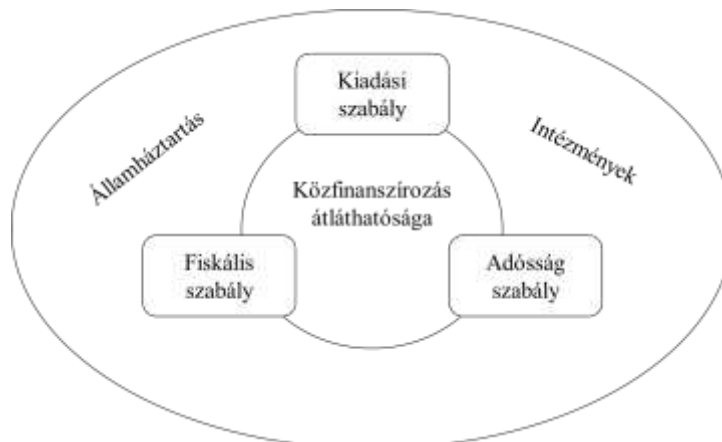 Kiadási
szabály
Államháztartás
Intézmények
Közfinanszírozás
átláthatósága
Fiskális
szabály
Adósság
szabály